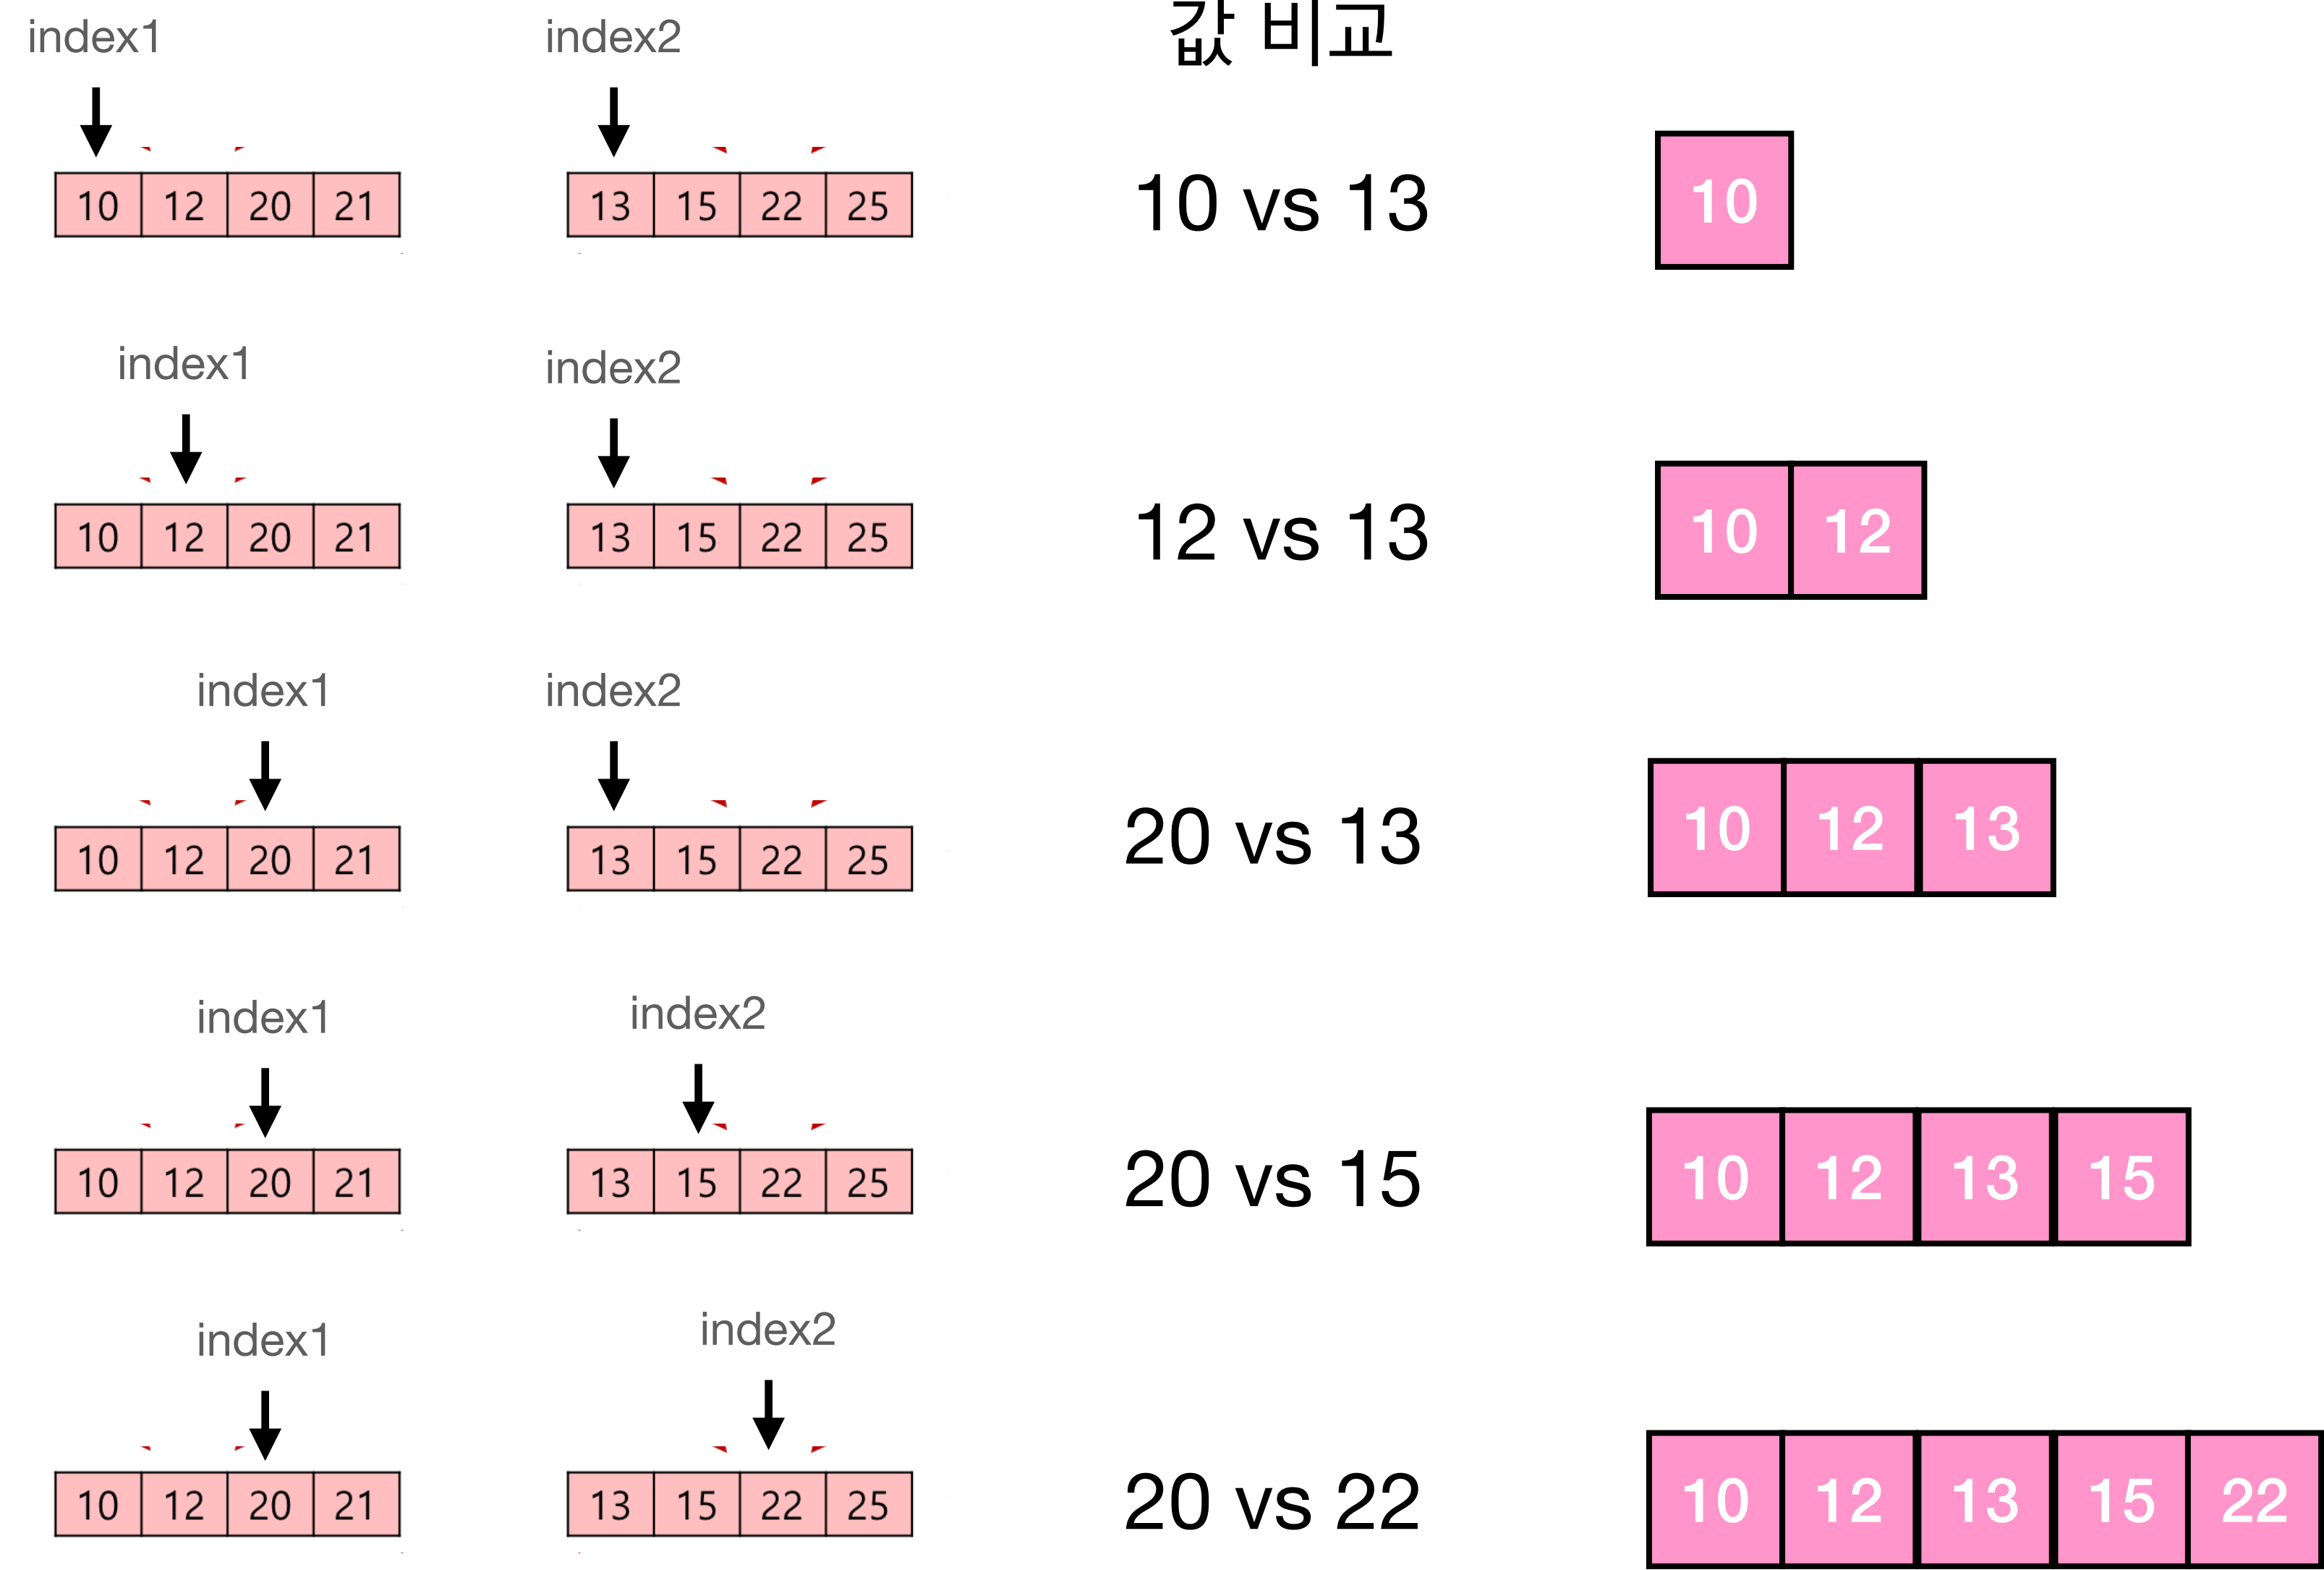 값 비교
index1 index2
10 12 20 21 13 15 22 25 10 vs 13 10
index1 index2
10 12 20 21 13 15 22 25 12 vs 13 10 12
index1 index2
10 12 20 21 13 15 22 25 20 vs 13 10 12 13
index1 index2
10 12 20 21 13 15 22 25 20 vs 15 10 12 13 15
index1 index2
10 12 20 21 13 15 22 25 20 vs 22 10 12 13 15 22